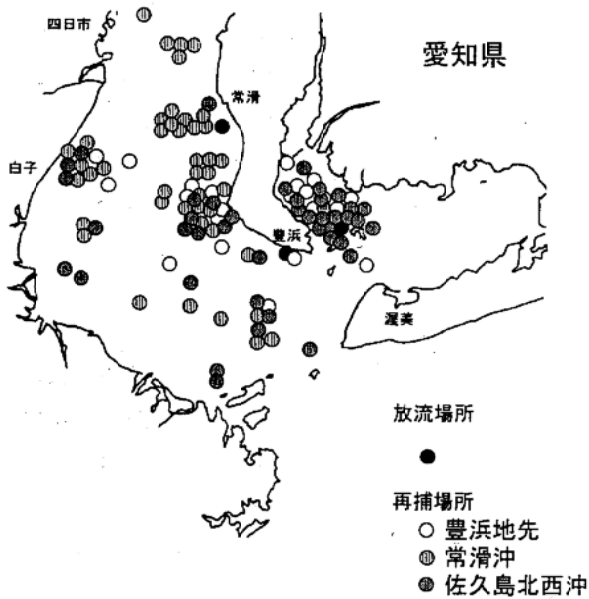 四日市
愛知県
常滑
白子
豊浜
渥美
放流場所
再捕場所
豊浜地先
常滑沖
佐久島北西沖